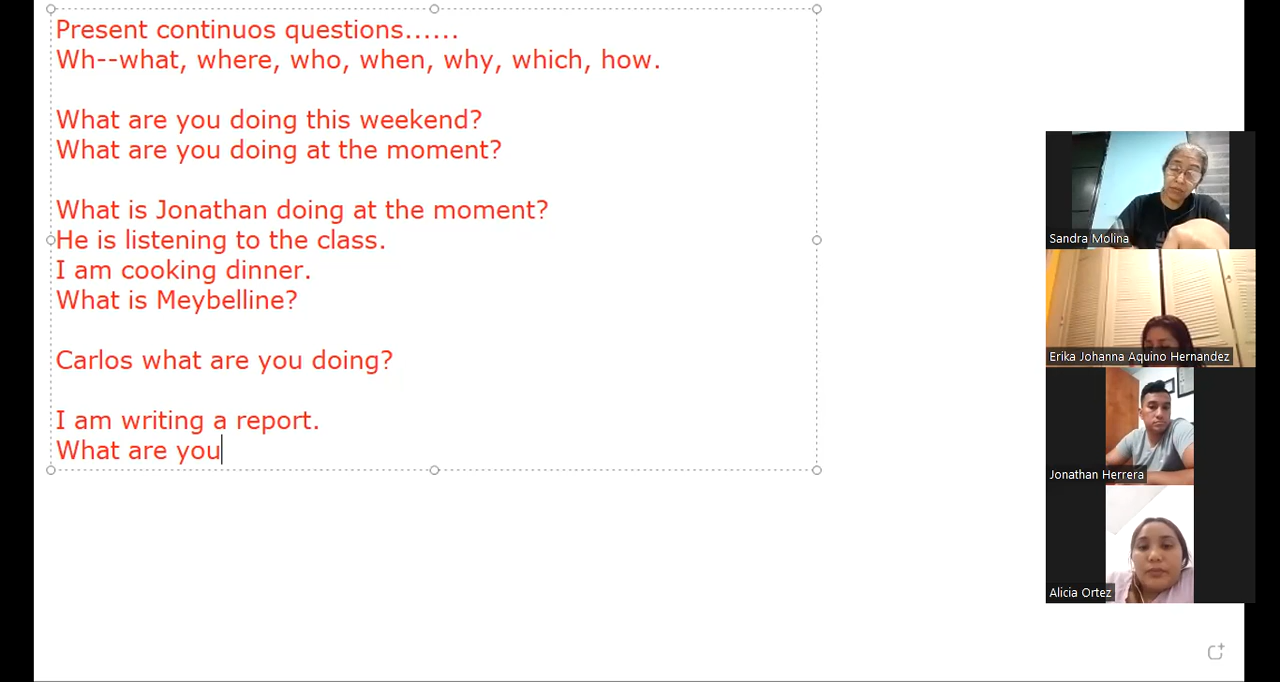 Present continuos questions......
Wh--what, where, who, when, why, which, how.
What are you doing this weekend?
What are you doing at the moment?
What is Jonathan doing at the moment?
He is listening to the class.
I am cooking dinner.
What is Meybelline?
Carlos what are you doing?
I am writing a report.
What are you
Sandra Molina
Erika Johanna Aquino Hernandez
Jonathan Herrera
Alicia Ortez